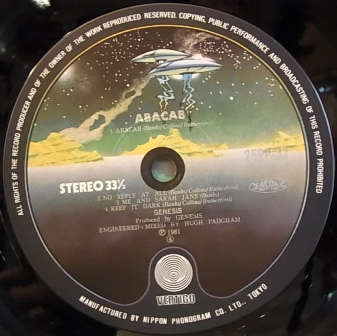 ALL RIGHTS OF THE RECORD PRODUCER AND OF THE OWNER OF THE WORK REPRODUCED RESERVED. COPYING, PUBLIC PERFORMANCE AND BROADCASTING OF THIS RECORD PROHIBITED
ABACAB
1. ABACAB (Banks/Collins/Rutherford)
STEREO 33⅓
2. NO REPLY AT ALL (Banks/Collins/Rutherford)
3. ME AND SARAH JANE (Banks)
4. KEEP IT DARK (Banks/Collins/Rutherford)
GENESIS
Produced by GENESIS
ENGINEERED + MIXED BY HUGH PADGHAM
Ⓟ 1981
VERTIGO
MANUFACTURED BY NIPPON PHONOGRAM CO., LTD., TOKYO